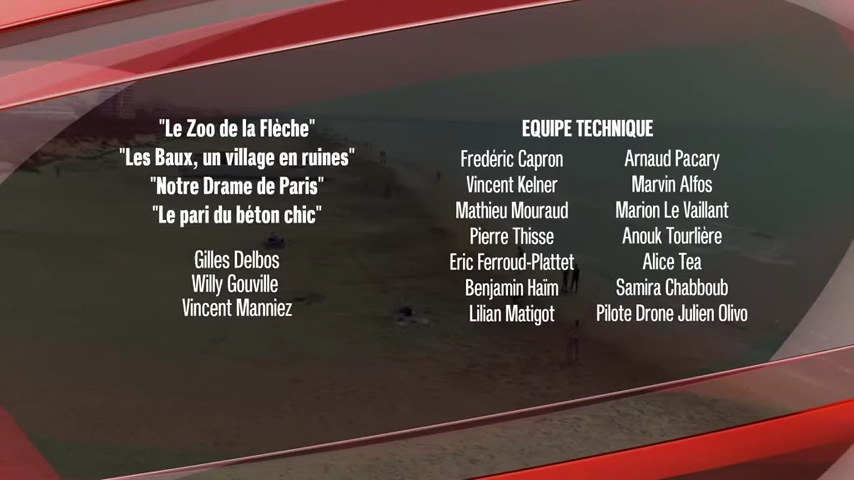 "Le Zoo de la Flèche"
"Les Baux, un village en ruines"
"Notre Drame de Paris"
"Le pari du béton chic"
Gilles Delbos
Willy Gouville
Vincent Manniez
EQUIPE TECHNIQUE
Fredéric Capron
Vincent Kelner
Mathieu Mouraud
Pierre Thisse
Eric Ferroud-Plattet
Benjamin Haïm
Lilian Matigot
Arnaud Pacary
Marvin Alfos
Marion Le Vaillant
Anouk Tourlière
Alice Tea
Samira Chabboub
Pilote Drone Julien Olivo